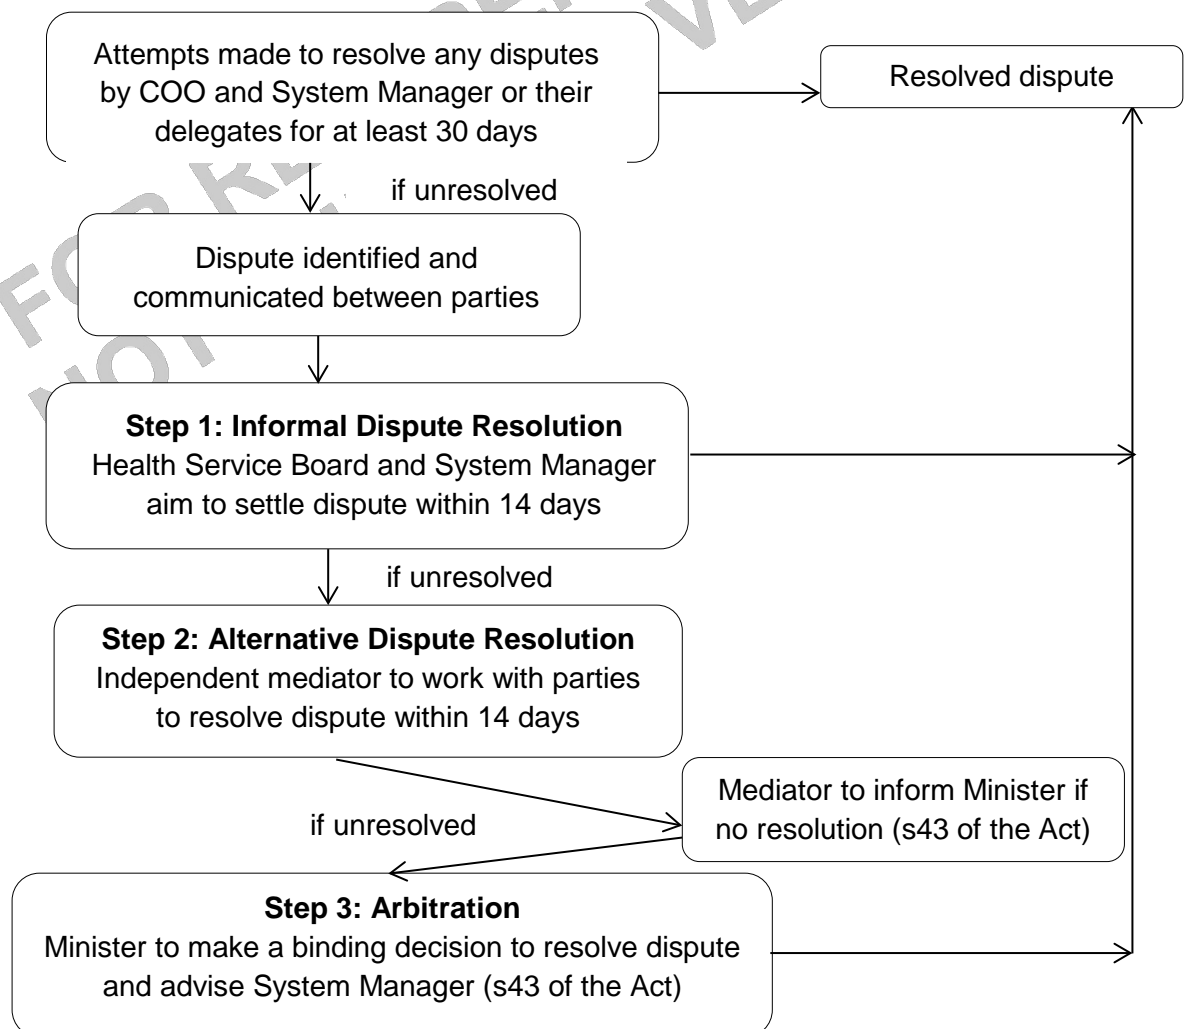 Attempts made to resolve any disputes
by COO and System Manager or their
delegates for at least 30 days
Resolved dispute
if unresolved
Dispute identified and
communicated between parties
Step 1: Informal Dispute Resolution
Health Service Board and System Manager
aim to settle dispute within 14 days
if unresolved
Step 2: Alternative Dispute Resolution
Independent mediator to work with parties
to resolve dispute within 14 days
Mediator to inform Minister if
no resolution (s43 of the Act)
if unresolved
Step 3: Arbitration
Minister to make a binding decision to resolve dispute
and advise System Manager (s43 of the Act)
FOR
NOT